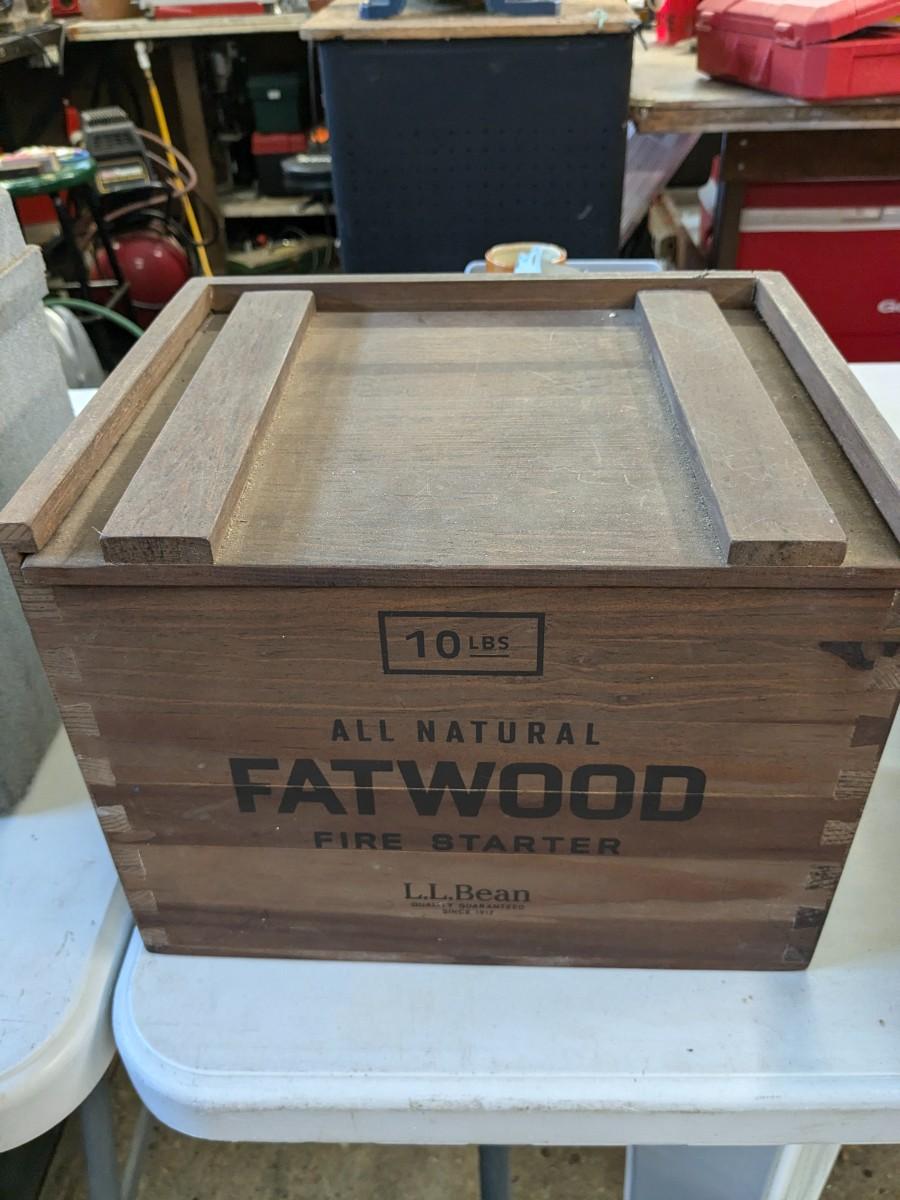 10 LBS
ALL NATURAL
FATWOOD
FIRE STARTER
L.L.Bean
QUALITY GUARANTEED
SINCE 1912